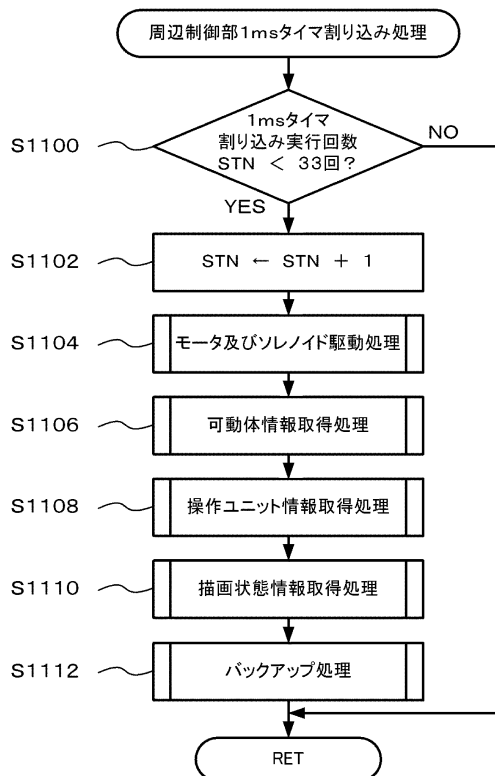 周辺制御部1msタイマ割り込み処理
S1100
1msタイマ
割り込み実行回数
STN < 33回?
NO
YES
S1102
STN ← STN + 1
S1104
モータ及びソレノイド駆動処理
S1106
可動体情報取得処理
S1108
操作ユニット情報取得処理
S1110
描画状態情報取得処理
S1112
バックアップ処理
RET